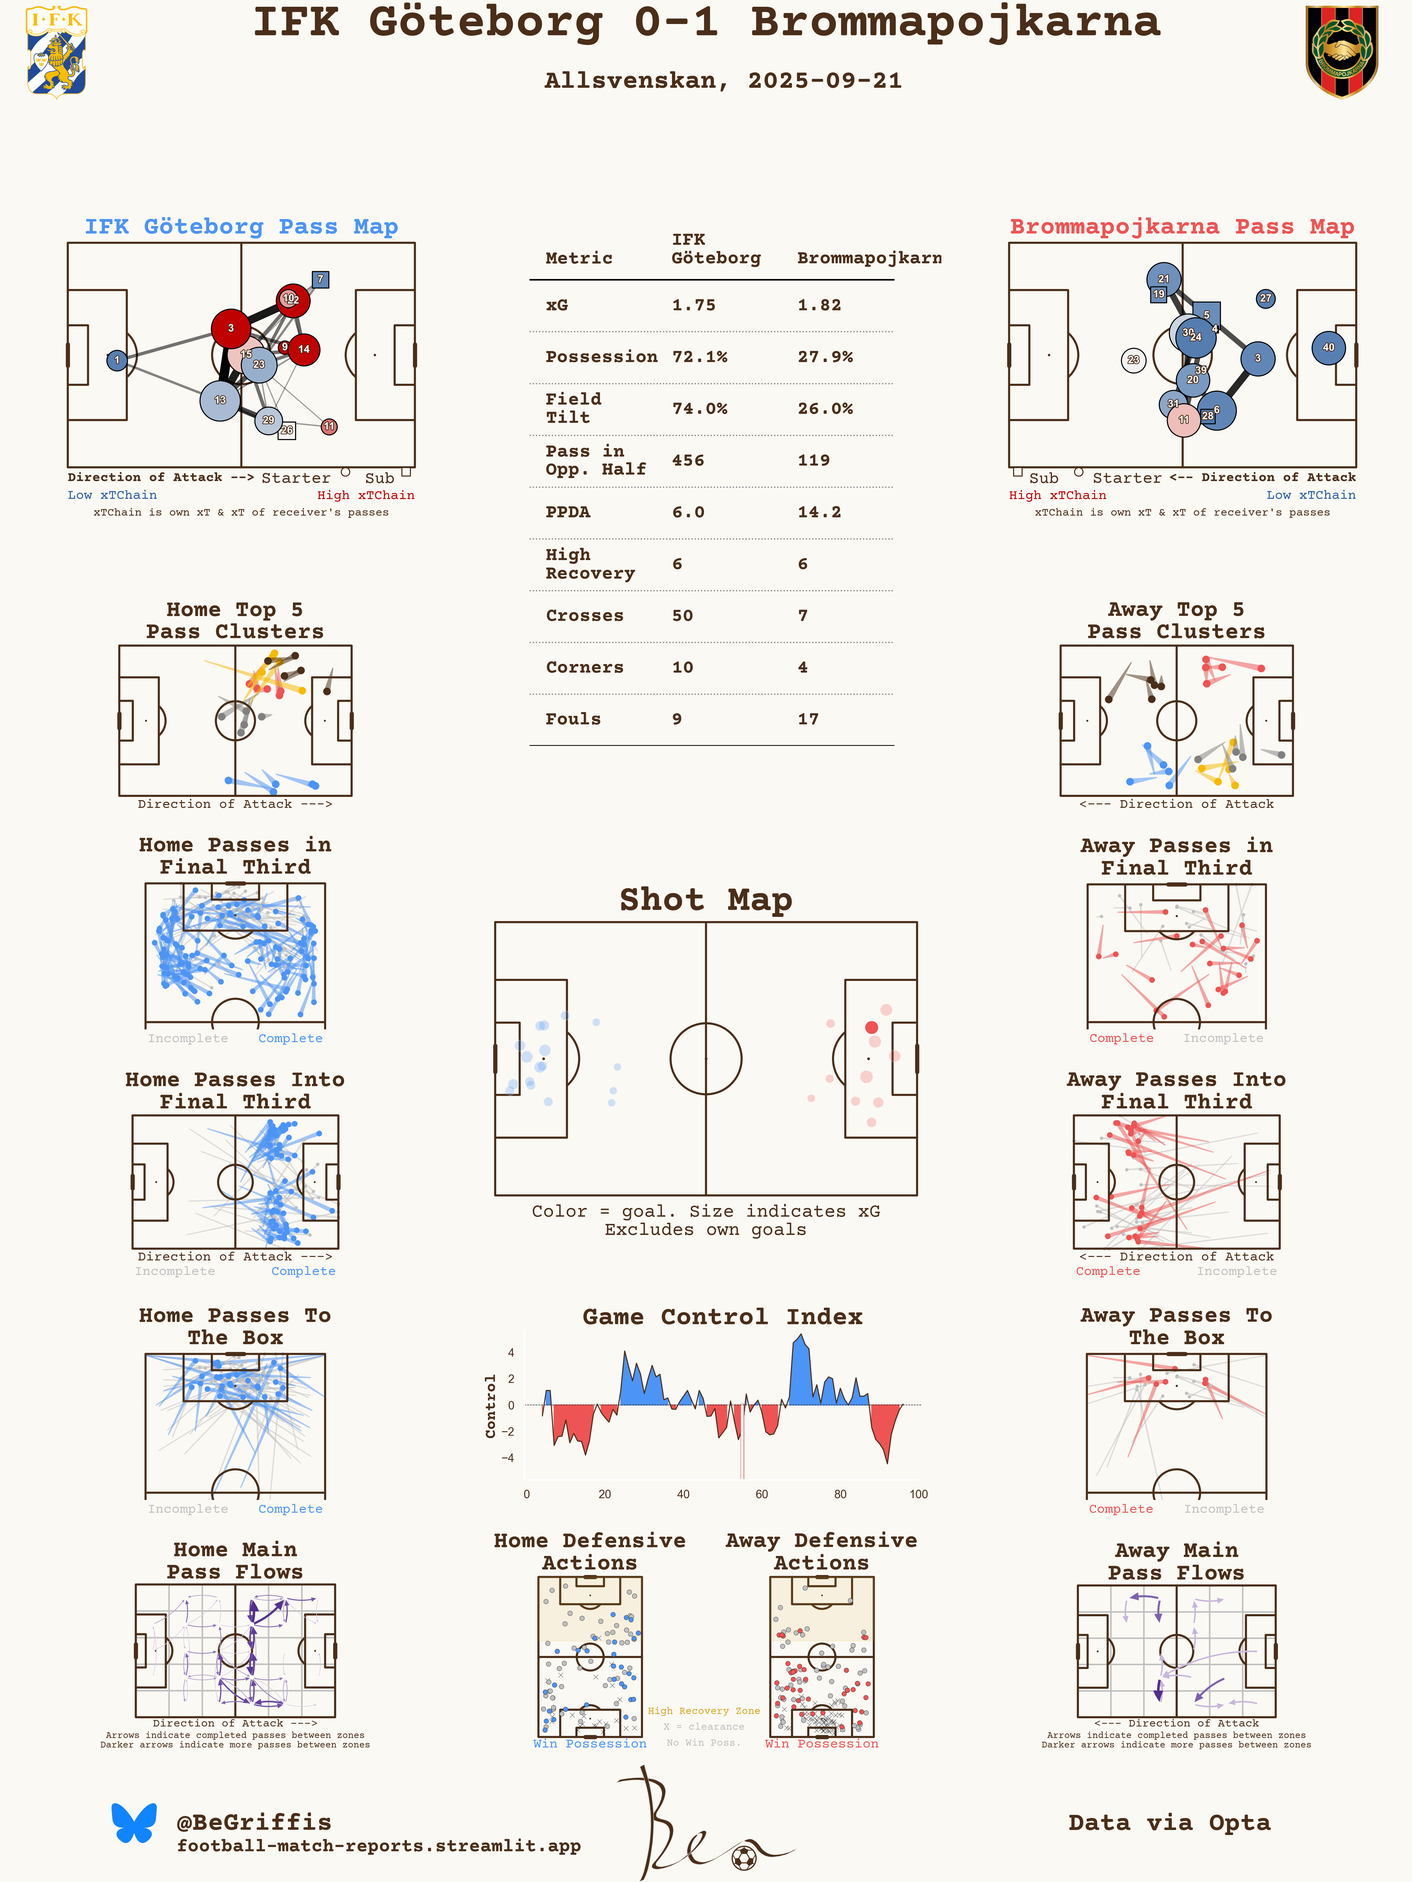 IFK Göteborg 0-1 Brommapojkarna
Allsvenskan, 2025-09-21
I·F·K
BROMMAPOJKARNA
IFK Göteborg Pass Map
1
3
13
15
23
29
26
11
14
9
10
7
Direction of Attack --> Starter Sub
Low xTChain High xTChain
xTChain is own xT & xT of receiver's passes
Metric IFK Göteborg Brommapojkarn
xG 1.75 1.82
Possession 72.1% 27.9%
Field Tilt 74.0% 26.0%
Pass in Opp. Half 456 119
PPDA 6.0 14.2
High Recovery 6 6
Crosses 50 7
Corners 10 4
Fouls 9 17
Brommapojkarna Pass Map
21
19
5
4
27
30
24
40
23
3
39
20
31
6
28
11
Sub Starter <-- Direction of Attack
High xTChain Low xTChain
xTChain is own xT & xT of receiver's passes
Home Top 5
Pass Clusters
Direction of Attack --->
Away Top 5
Pass Clusters
<--- Direction of Attack
Home Passes in
Final Third
Incomplete Complete
Away Passes in
Final Third
Complete Incomplete
Shot Map
Color = goal. Size indicates xG
Excludes own goals
Home Passes Into
Final Third
Direction of Attack --->
Incomplete Complete
Away Passes Into
Final Third
<--- Direction of Attack
Complete Incomplete
Home Passes To
The Box
Incomplete Complete
Game Control Index
Control
4
2
0
−2
−4
0 20 40 60 80 100
Away Passes To
The Box
Complete Incomplete
Home Main
Pass Flows
Direction of Attack --->
Arrows indicate completed passes between zones
Darker arrows indicate more passes between zones
Home Defensive
Actions
Win Possession
High Recovery Zone
X = clearance
No Win Poss.
Away Defensive
Actions
Win Possession
Away Main
Pass Flows
<--- Direction of Attack
Arrows indicate completed passes between zones
Darker arrows indicate more passes between zones
@BeGriffis
football-match-reports.streamlit.app
Ben
Data via Opta